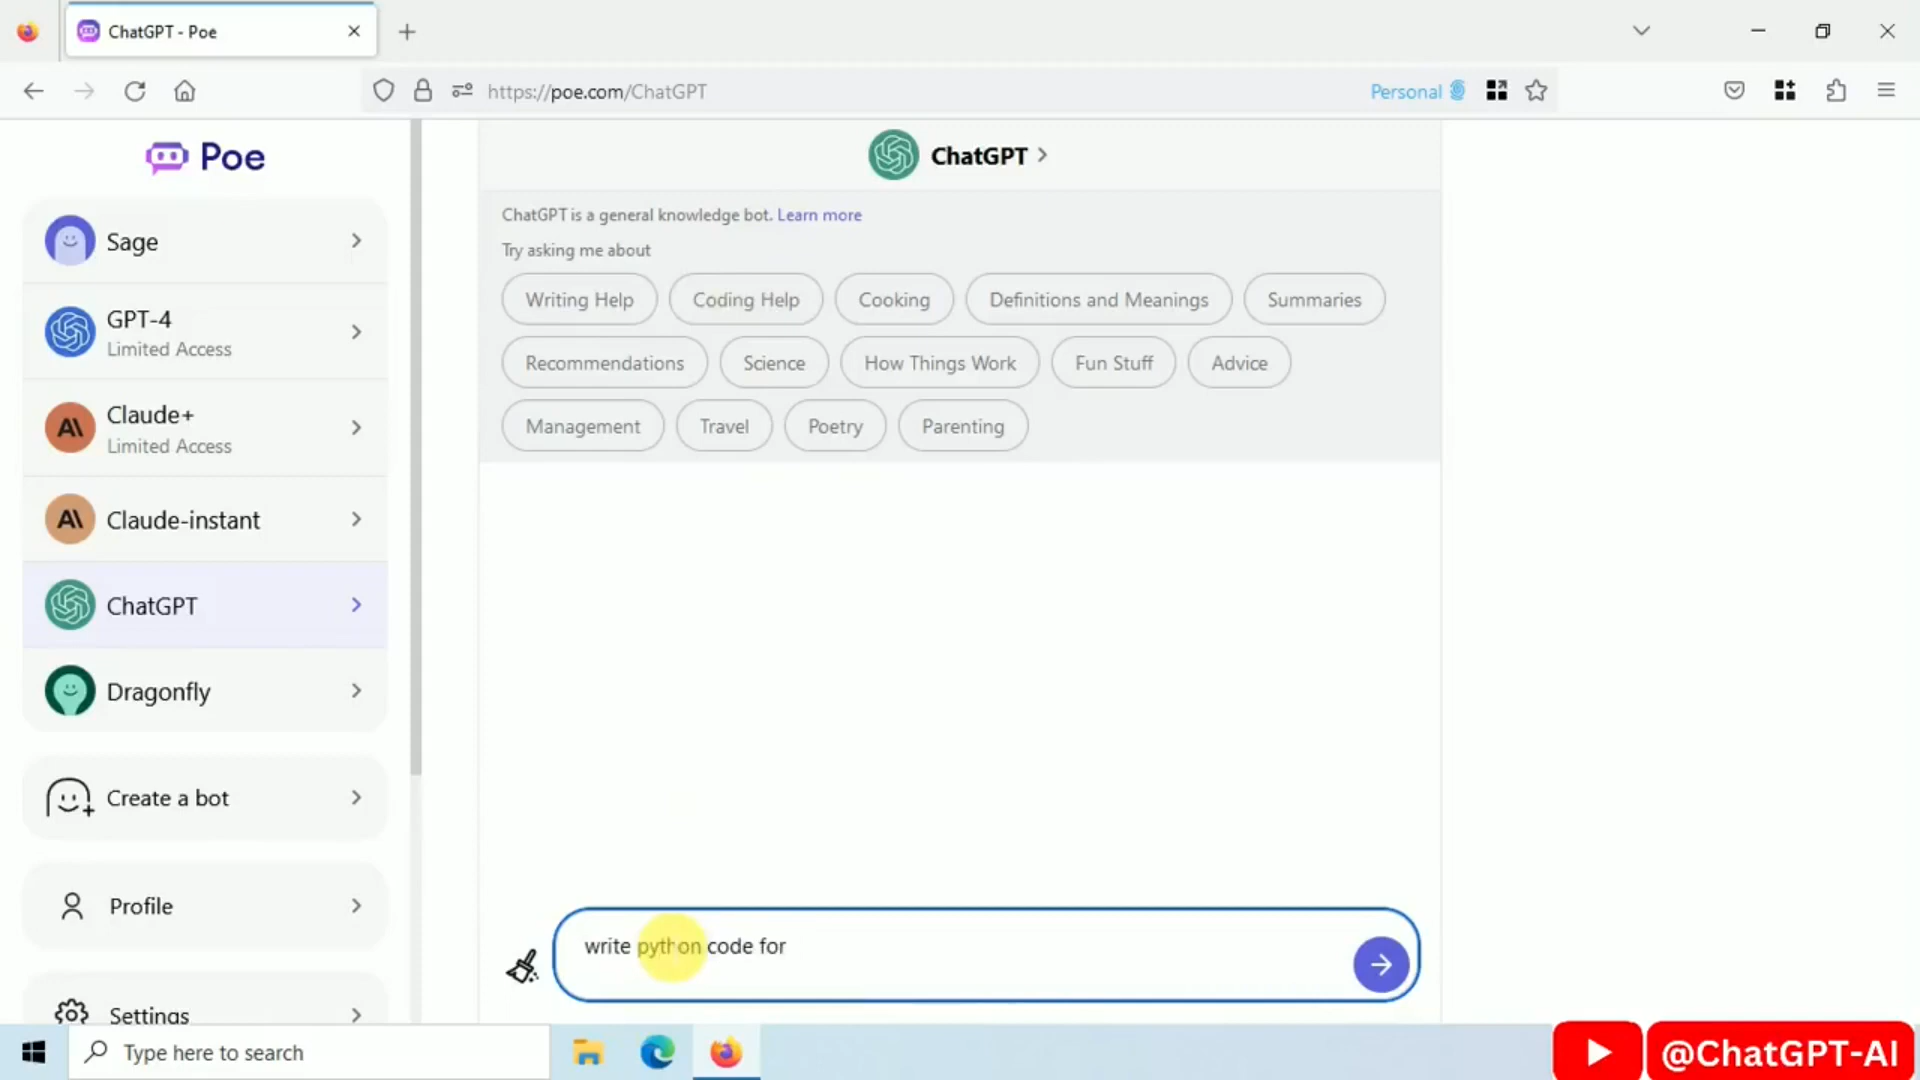 ChatGPT - Poe
https://poe.com/ChatGPT
Personal
Poe
Sage
GPT-4
Limited Access
Claude+
Limited Access
Claude-instant
ChatGPT
Dragonfly
Create a bot
Profile
Settings
ChatGPT
ChatGPT is a general knowledge bot. Learn more
Try asking me about
Writing Help
Coding Help
Cooking
Definitions and Meanings
Summaries
Recommendations
Science
How Things Work
Fun Stuff
Advice
Management
Travel
Poetry
Parenting
write python code for
Type here to search
@ChatGPT-AI